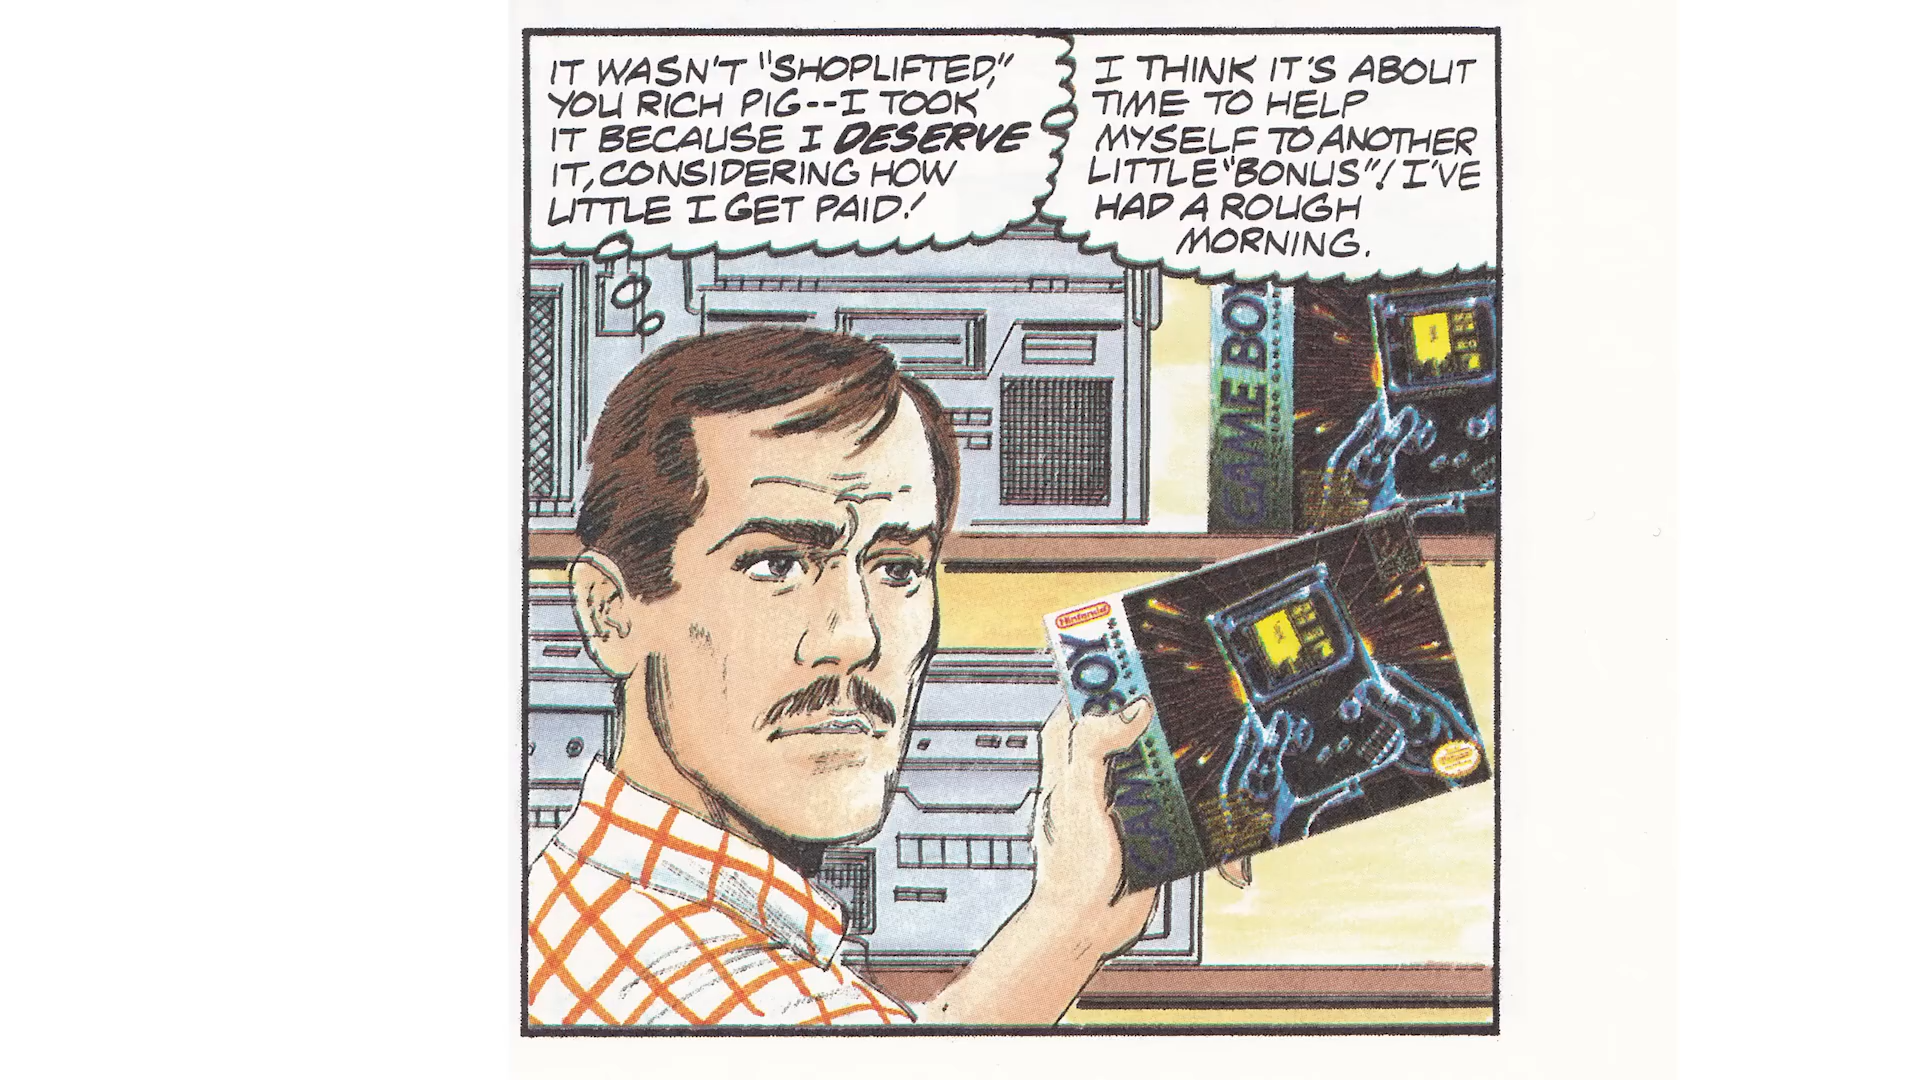 IT WASN'T "SHOPLIFTED,"
YOU RICH PIG--I TOOK
IT BECAUSE I DESERVE
IT, CONSIDERING HOW
LITTLE I GET PAID!
I THINK IT'S ABOUT
TIME TO HELP
MYSELF TO ANOTHER
LITTLE "BONUS"! I'VE
HAD A ROUGH
MORNING.
GAME BOY
Nintendo
GAME BOY